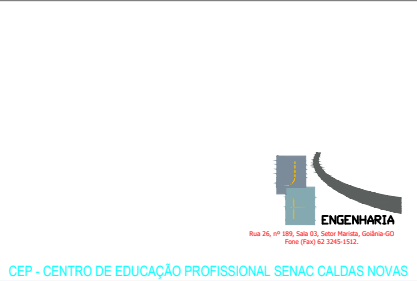 ENGENHARIA
Rua 26, nº 189, Sala 03, Setor Marista, Goiânia-GO
Fone (Fax) 62 3245-1512.
CEP - CENTRO DE EDUCAÇÃO PROFISSIONAL SENAC CALDAS NOVAS